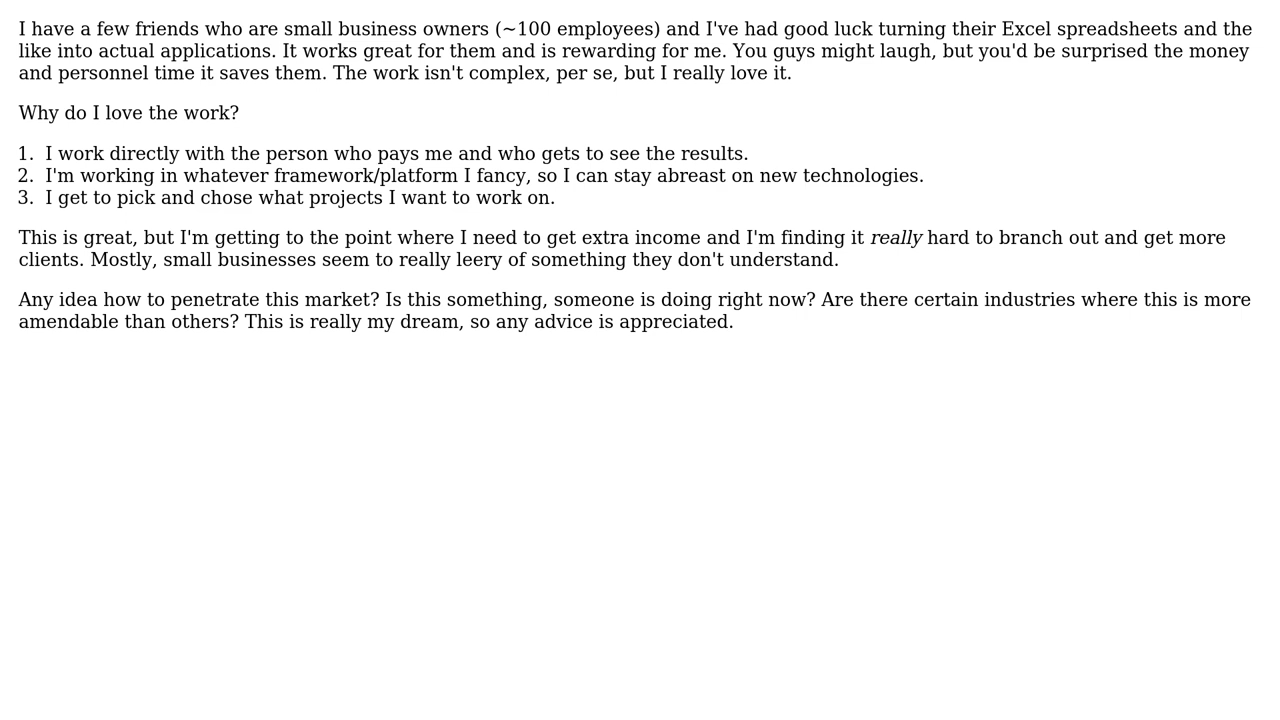 I have a few friends who are small business owners (~100 employees) and I've had good luck turning their Excel spreadsheets and the
like into actual applications. It works great for them and is rewarding for me. You guys might laugh, but you'd be surprised the money
and personnel time it saves them. The work isn't complex, per se, but I really love it.
Why do I love the work?
1. I work directly with the person who pays me and who gets to see the results.
2. I'm working in whatever framework/platform I fancy, so I can stay abreast on new technologies.
3. I get to pick and chose what projects I want to work on.
This is great, but I'm getting to the point where I need to get extra income and I'm finding it really hard to branch out and get more
clients. Mostly, small businesses seem to really leery of something they don't understand.
Any idea how to penetrate this market? Is this something, someone is doing right now? Are there certain industries where this is more
amendable than others? This is really my dream, so any advice is appreciated.